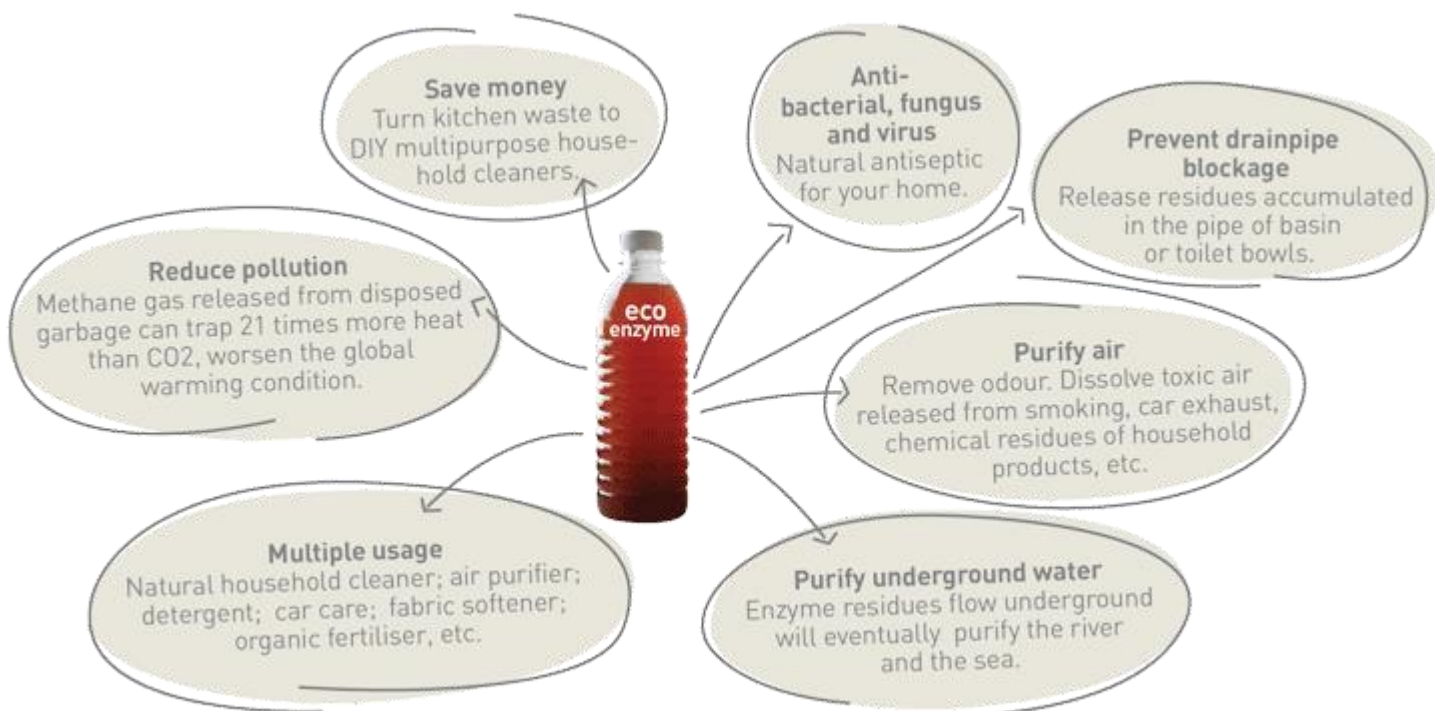 Save money
Turn kitchen waste to
DIY multipurpose house-
hold cleaners.
Anti-
bacterial, fungus
and virus
Natural antiseptic
for your home.
Prevent drainpipe
blockage
Release residues accumulated
in the pipe of basin
or toilet bowls.
Reduce pollution
Methane gas released from disposed
garbage can trap 21 times more heat
than CO2, worsen the global
warming condition.
eco
enzyme
Purify air
Remove odour. Dissolve toxic air
released from smoking, car exhaust,
chemical residues of household
products, etc.
Multiple usage
Natural household cleaner; air purifier;
detergent; car care; fabric softener;
organic fertiliser, etc.
Purify underground water
Enzyme residues flow underground
will eventually purify the river
and the sea.